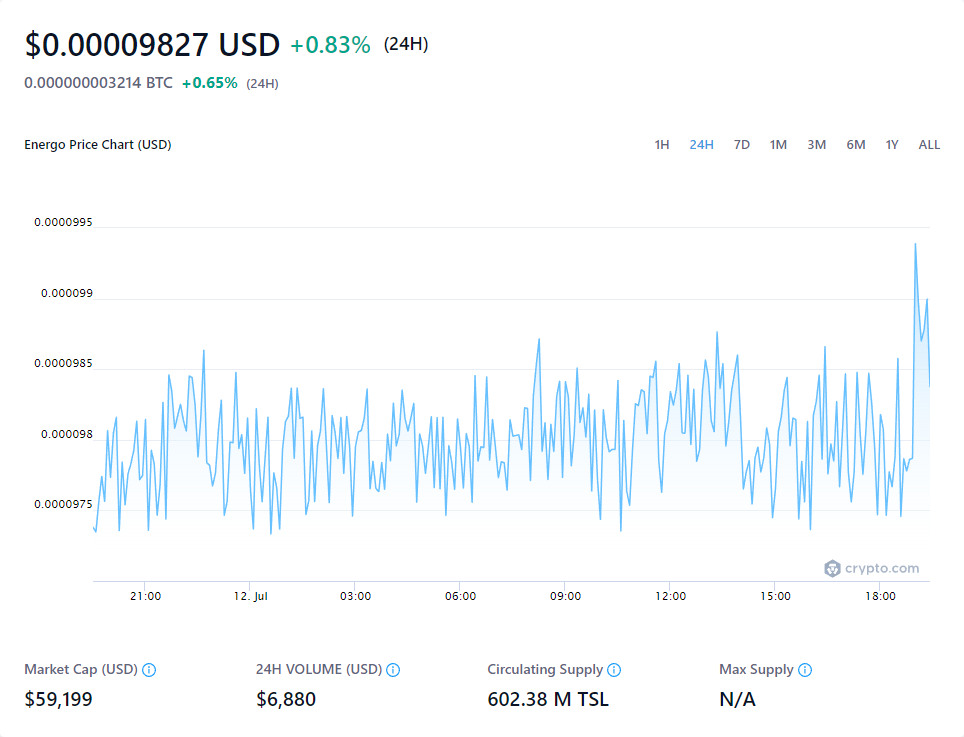 $0.00009827 USD +0.83% (24H)
0.000000003214 BTC +0.65% (24H)
Energo Price Chart (USD) 1H 24H 7D 1M 3M 6M 1Y ALL
0.0000995
0.000099
0.0000985
0.000098
0.0000975
crypto.com
21:00 12. Jul 03:00 06:00 09:00 12:00 15:00 18:00
Market Cap (USD) 24H VOLUME (USD) Circulating Supply Max Supply
$59,199 $6,880 602.38 M TSL N/A